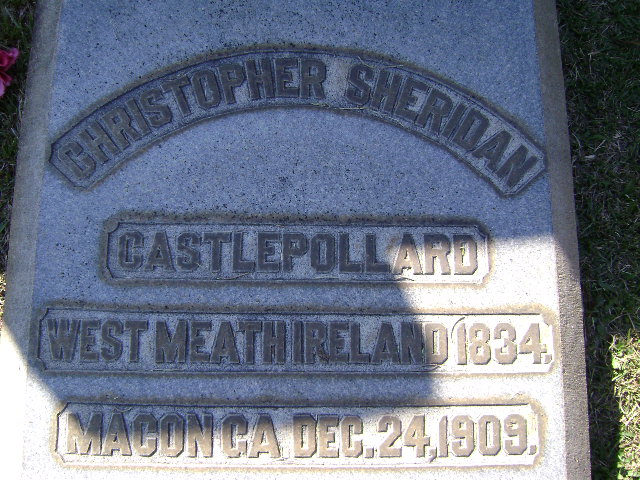 CHRISTOPHER SHERIDAN
CASTLEPOLLARD
WEST MEATH IRELAND 1834,
MACON GA. DEC. 24, 1909.